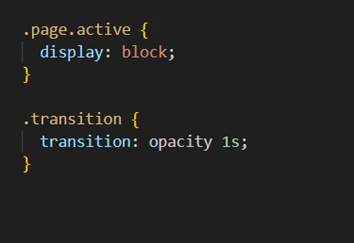 .page.active {
  display: block;
}

.transition {
  transition: opacity 1s;
}